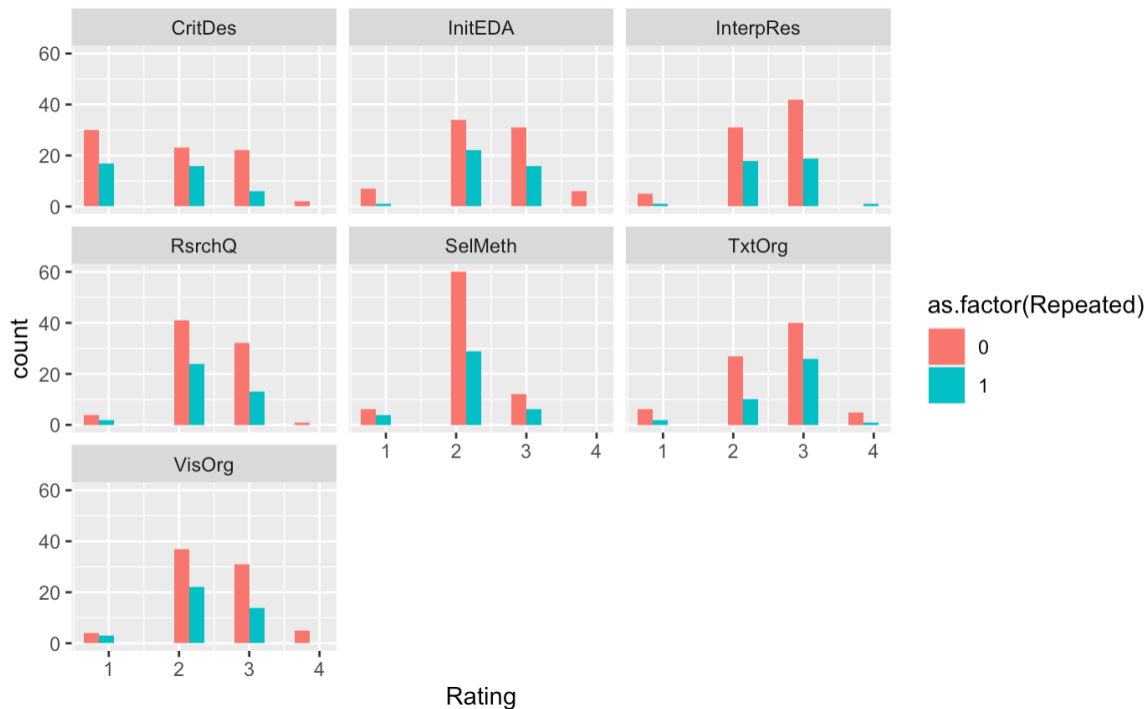 CritDes
InitEDA
InterpRes
60
40
20
0
RsrchQ
SelMeth
TxtOrg
60
40
20
0
1 2 3 4
1 2 3 4
VisOrg
60
40
20
0
1 2 3 4
count
Rating
as.factor(Repeated)
0
1